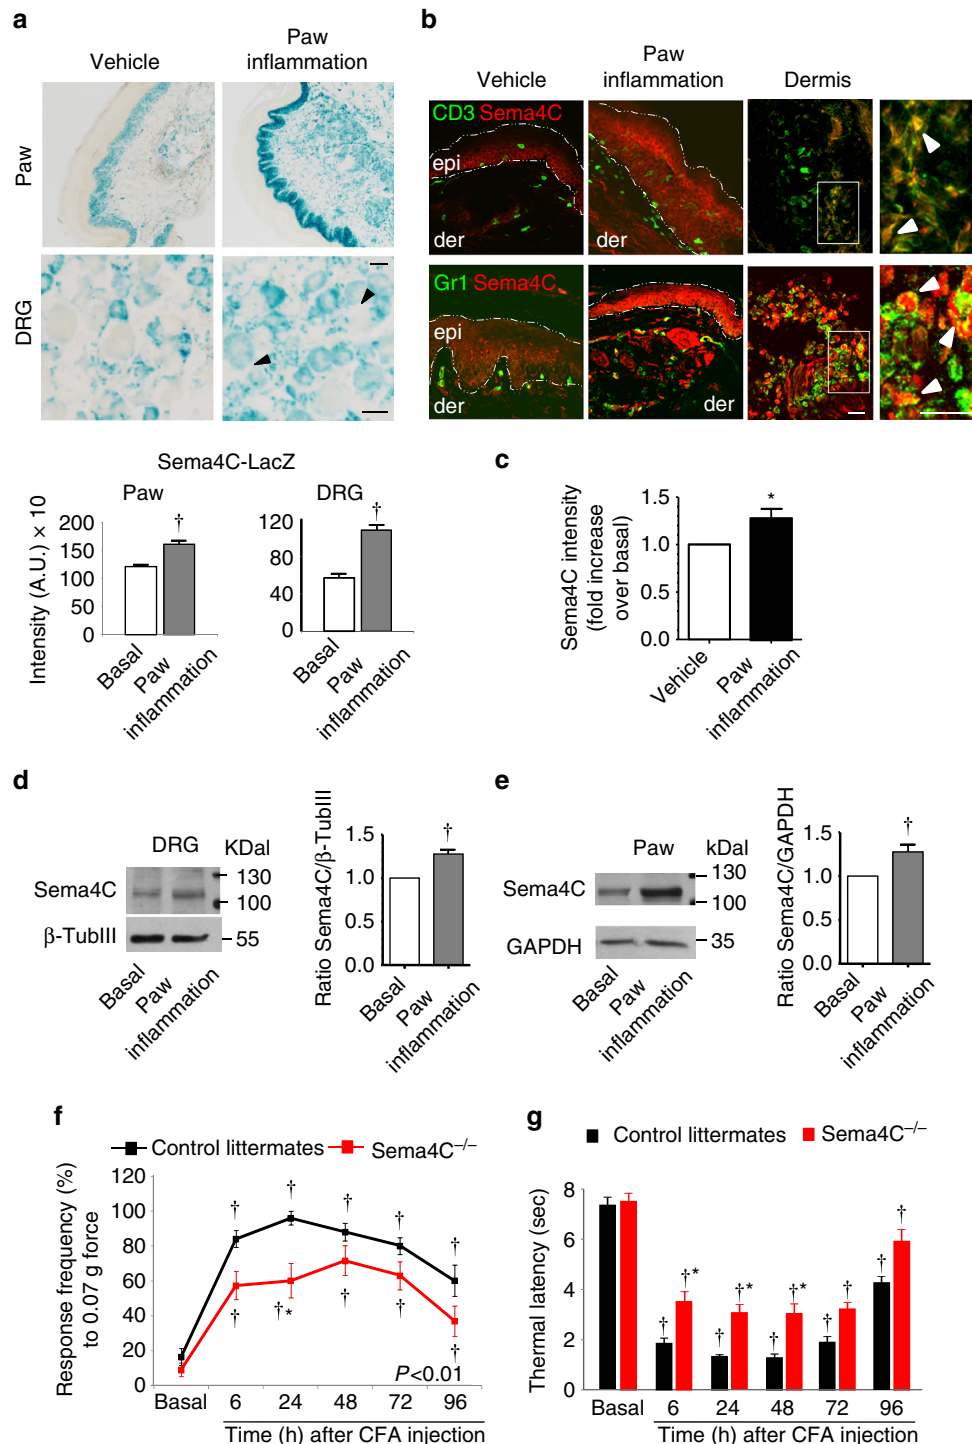 a
Vehicle
Paw
inflammation
Paw
DRG
b
Vehicle
Paw
inflammation
Dermis
CD3 Sema4C
epi
der
der
Gr1 Sema4C
epi
der
der
Sema4C-LacZ
Paw
DRG
Intensity (A.U.) × 10
200
150
100
50
0
†
Basal
Paw
inflammation
120
80
40
0
†
Basal
Paw
inflammation
c
Sema4C intensity
(fold increase
over basal)
1.5
1.0
0.5
0.0
*
Vehicle
Paw
inflammation
d
DRG
KDal
Sema4C
130
100
β-TubIII
55
Basal
Paw
inflammation
Ratio Sema4C/β-TubIII
1.5
1.0
0.5
0.0
†
Basal
Paw
inflammation
e
Paw
kDal
Sema4C
130
100
GAPDH
35
Basal
Paw
inflammation
Ratio Sema4C/GAPDH
1.5
1.0
0.5
0.0
†
Basal
Paw
inflammation
f
Control littermates
Sema4C–/–
Response frequency (%)
to 0.07 g force
120
100
80
60
40
20
0
† † † † †
† †* † † †
P<0.01
Basal 6 24 48 72 96
Time (h) after CFA injection
g
Control littermates
Sema4C–/–
Thermal latency (sec)
8
6
4
2
0
† †* † †* † †* † † † †
Basal 6 24 48 72 96
Time (h) after CFA injection